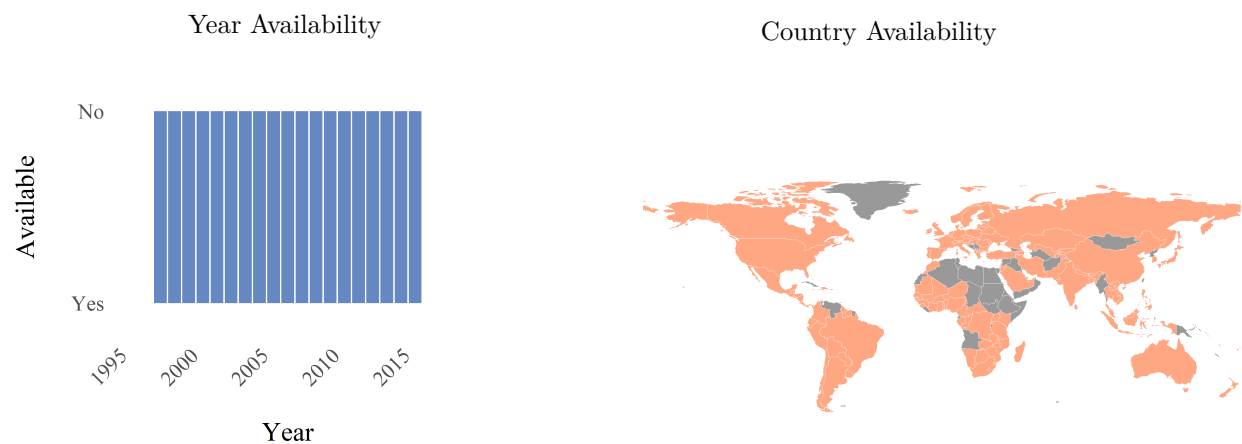 Year Availability
No
Available
Yes
1995
2000
2005
2010
2015
Year
Country Availability